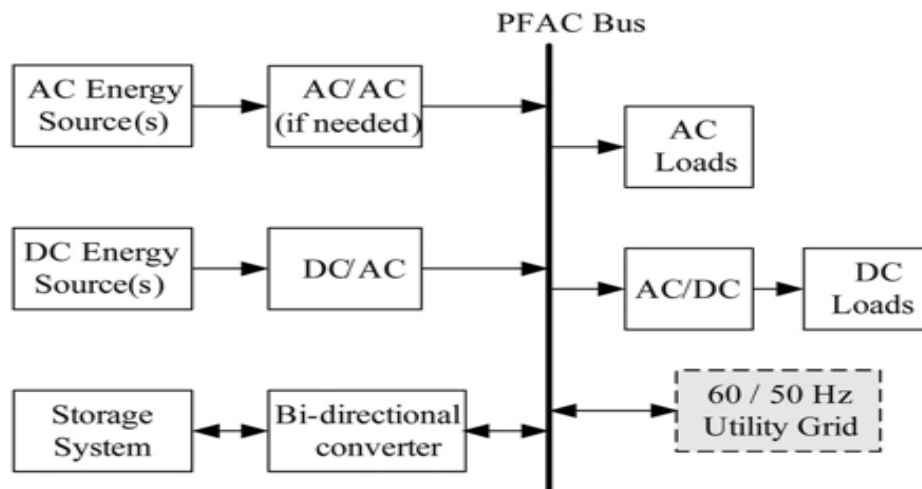 PFAC Bus
AC Energy
Source(s)
AC/AC
(if needed)
AC
Loads
DC Energy
Source(s)
DC/AC
AC/DC
DC
Loads
Storage
System
Bi-directional
converter
60 / 50 Hz
Utility Grid